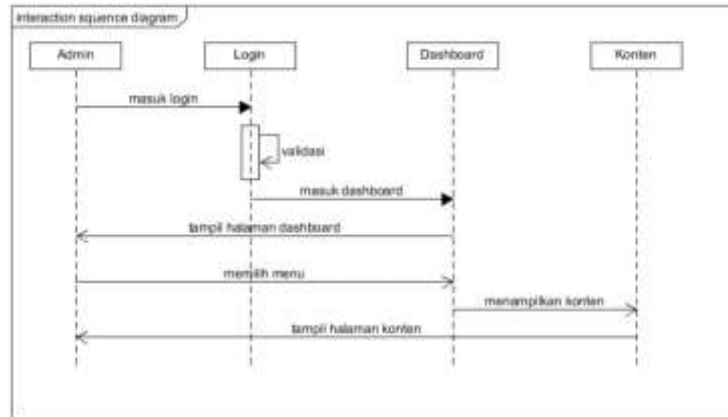 interaction squence diagram
Admin
Login
Dashboard
Konten
masuk login
validasi
masuk dashboard
tampil halaman dashboard
memilih menu
menampilkan konten
tampil halaman konten